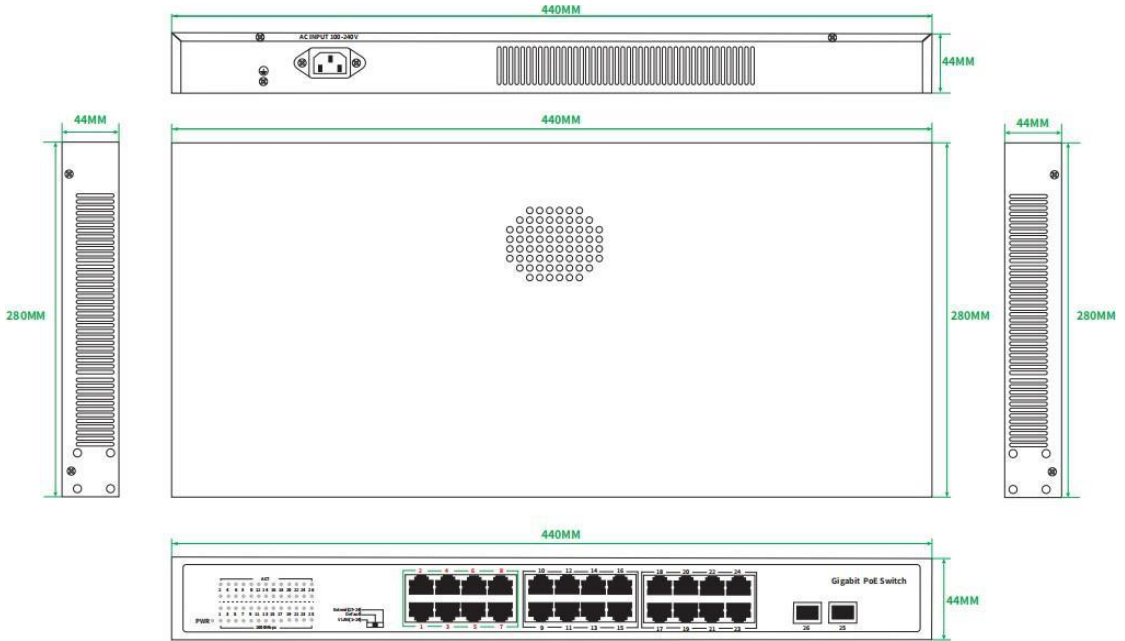 440MM
AC INPUT 100-240V
44MM
44MM
440MM
44MM
280MM
280MM
280MM
440MM
2 4 6 8 10 12 14 16 18 20 22 24
ACT
Gigabit PoE Switch
44MM
Default
PWR
1 3 5 7 9 11 13 15 17 19 21 23
26 25